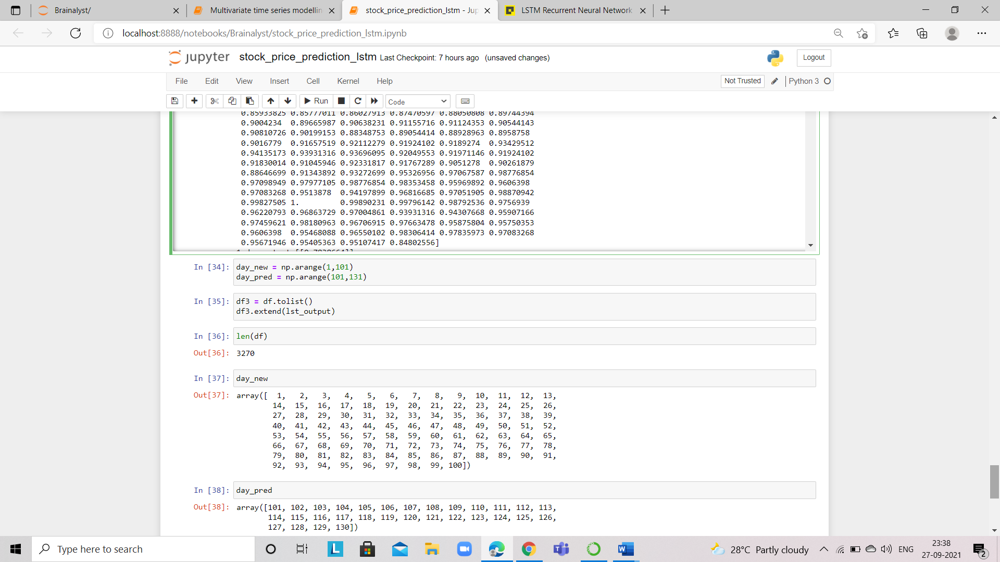 Brainalyst/
Multivariate time series modellin
stock_price_prediction_lstm - Jup
LSTM Recurrent Neural Network
localhost:8888/notebooks/Brainalyst/stock_price_prediction_lstm.ipynb
jupyter stock_price_prediction_lstm Last Checkpoint: 7 hours ago (unsaved changes)
Logout
File Edit View Insert Cell Kernel Help
Not Trusted Python 3
Run Code
0.85933825 0.85777011 0.86027913 0.87470597 0.88050808 0.89744394
0.9004234 0.89665987 0.90638231 0.91155716 0.91124353 0.90544143
0.90810726 0.90199153 0.88348753 0.89054414 0.88928963 0.8958758
0.9016779 0.91657519 0.92112279 0.91924102 0.9189274 0.93429512
0.94135173 0.93931316 0.93696095 0.92049553 0.91971146 0.91924102
0.91830014 0.91045946 0.92331817 0.91767289 0.9051278 0.90261879
0.88646699 0.91343892 0.93272699 0.95326956 0.97067587 0.98776854
0.97098949 0.97977105 0.98776854 0.98353458 0.95969892 0.9606398
0.97083268 0.9513878 0.94197899 0.96816685 0.97051905 0.98870942
0.99827505 1. 0.99890231 0.99796142 0.98792536 0.9756939
0.96220793 0.96863729 0.97004861 0.93931316 0.94307668 0.95907166
0.97459621 0.98180963 0.96706915 0.97663478 0.95875804 0.95750353
0.9606398 0.95468088 0.96550102 0.98306414 0.97835973 0.97083268
0.95671946 0.95405363 0.95107417 0.84802556]
In [34]: day_new = np.arange(1,101)
day_pred = np.arange(101,131)
In [35]: df3 = df.tolist()
df3.extend(lst_output)
In [36]: len(df)
Out[36]: 3270
In [37]: day_new
Out[37]: array([ 1, 2, 3, 4, 5, 6, 7, 8, 9, 10, 11, 12, 13,
14, 15, 16, 17, 18, 19, 20, 21, 22, 23, 24, 25, 26,
27, 28, 29, 30, 31, 32, 33, 34, 35, 36, 37, 38, 39,
40, 41, 42, 43, 44, 45, 46, 47, 48, 49, 50, 51, 52,
53, 54, 55, 56, 57, 58, 59, 60, 61, 62, 63, 64, 65,
66, 67, 68, 69, 70, 71, 72, 73, 74, 75, 76, 77, 78,
79, 80, 81, 82, 83, 84, 85, 86, 87, 88, 89, 90, 91,
92, 93, 94, 95, 96, 97, 98, 99, 100])
In [38]: day_pred
Out[38]: array([101, 102, 103, 104, 105, 106, 107, 108, 109, 110, 111, 112, 113,
114, 115, 116, 117, 118, 119, 120, 121, 122, 123, 124, 125, 126,
127, 128, 129, 130])
Type here to search
28°C Partly cloudy
ENG
23:38
27-09-2021
2